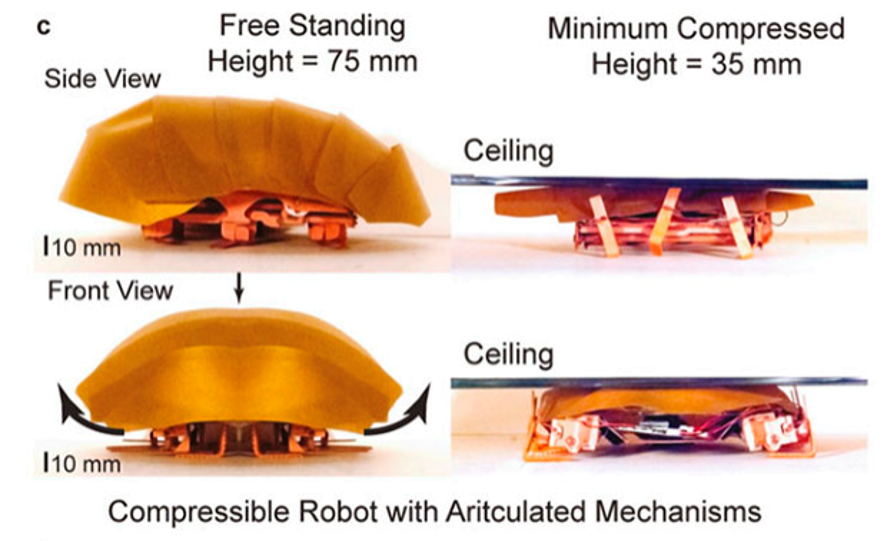 c
Free Standing
Height = 75 mm
Minimum Compressed
Height = 35 mm
Side View
Ceiling
10 mm
Front View
Ceiling
10 mm
Compressible Robot with Aritculated Mechanisms